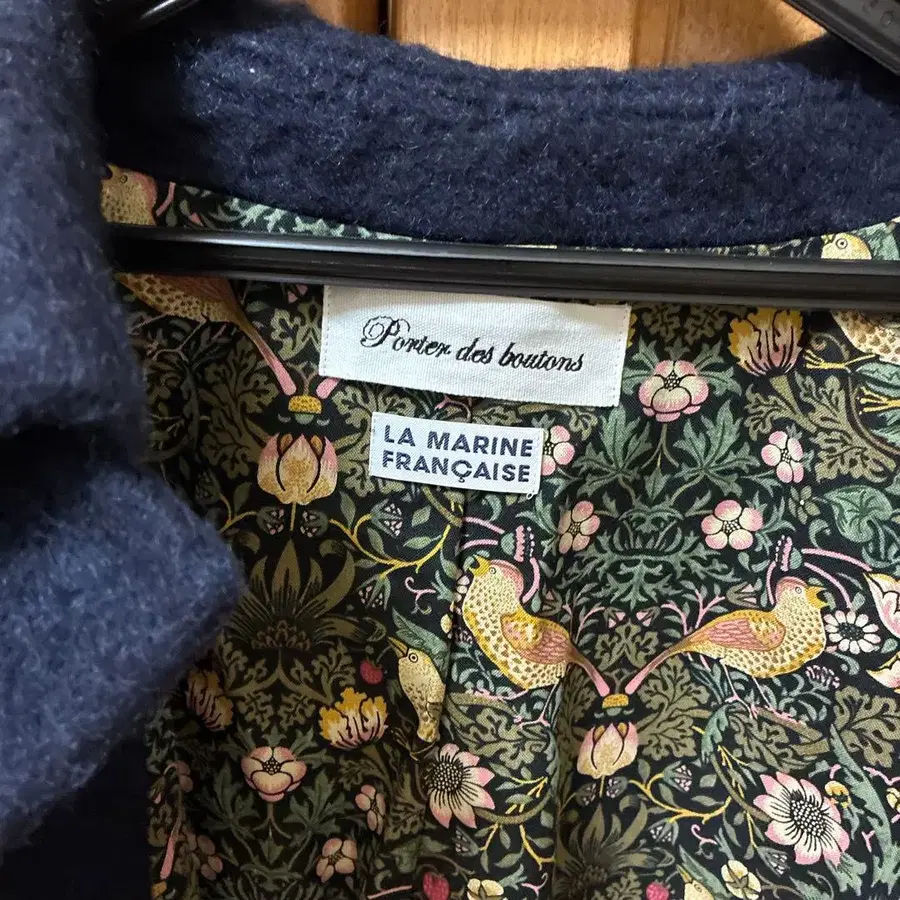 Porter des boutons
LA MARINE
FRANÇAISE